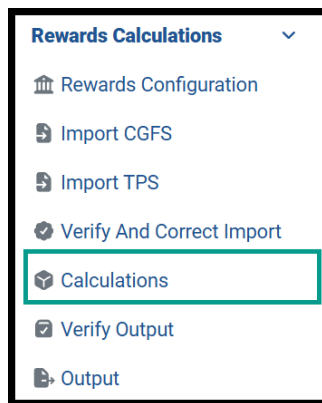 Rewards Calculations
Rewards Configuration
Import CGFS
Import TPS
Verify And Correct Import
Calculations
Verify Output
Output